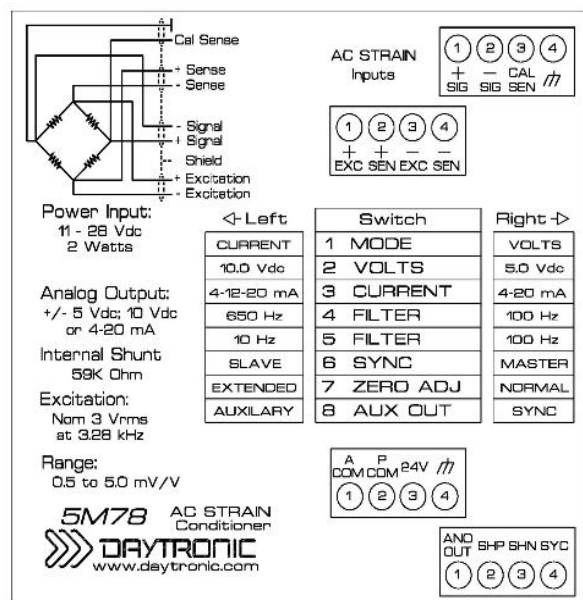 Cal Sense
+ Sense
- Sense
- Signal
+ Signal
Shield
+ Excitation
- Excitation
AC STRAIN
Inputs
1 2 3 4
+ - CAL
SIG SIG SEN
1 2 3 4
+ + - -
EXC SEN EXC SEN
Power Input:
11 - 28 Vdc
2 Watts
Analog Output:
+/- 5 Vdc; 10 Vdc
or 4-20 mA
Internal Shunt
59K Ohm
Excitation:
Nom 3 Vrms
at 3.28 kHz
Range:
0.5 to 5.0 mV/V
<- Left Switch Right ->
CURRENT 1 MODE VOLTS
10.0 Vdc 2 VOLTS 5.0 Vdc
4-12-20 mA 3 CURRENT 4-20 mA
650 Hz 4 FILTER 100 Hz
10 Hz 5 FILTER 100 Hz
SLAVE 6 SYNC MASTER
EXTENDED 7 ZERO ADJ NORMAL
AUXILARY 8 AUX OUT SYNC
A P
COM COM 24V
1 2 3 4
5M78 AC STRAIN
Conditioner
DAYTRONIC
www.daytronic.com
ANO
OUT SHP SHN SYC
1 2 3 4